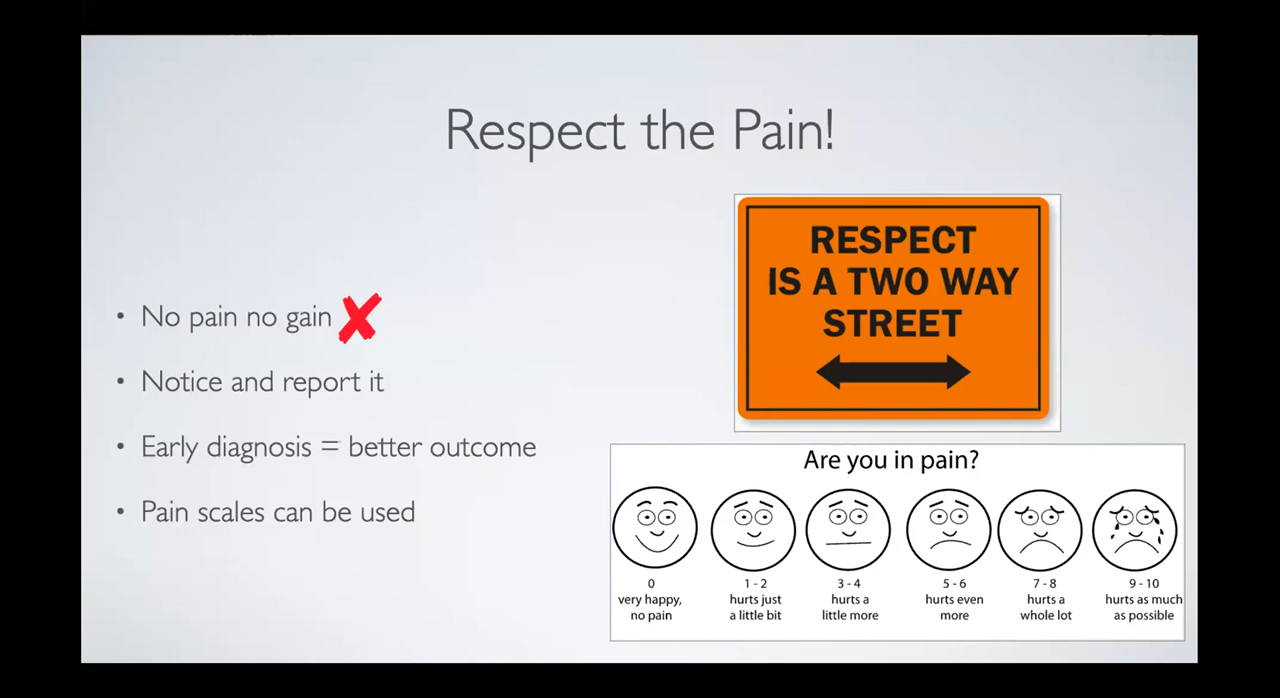 Respect the Pain!
• No pain no gain
• Notice and report it
• Early diagnosis = better outcome
• Pain scales can be used
RESPECT
IS A TWO WAY
STREET
Are you in pain?
0
very happy,
no pain
1 - 2
hurts just
a little bit
3 - 4
hurts a
little more
5 - 6
hurts even
more
7 - 8
hurts a
whole lot
9 - 10
hurts as much
as possible